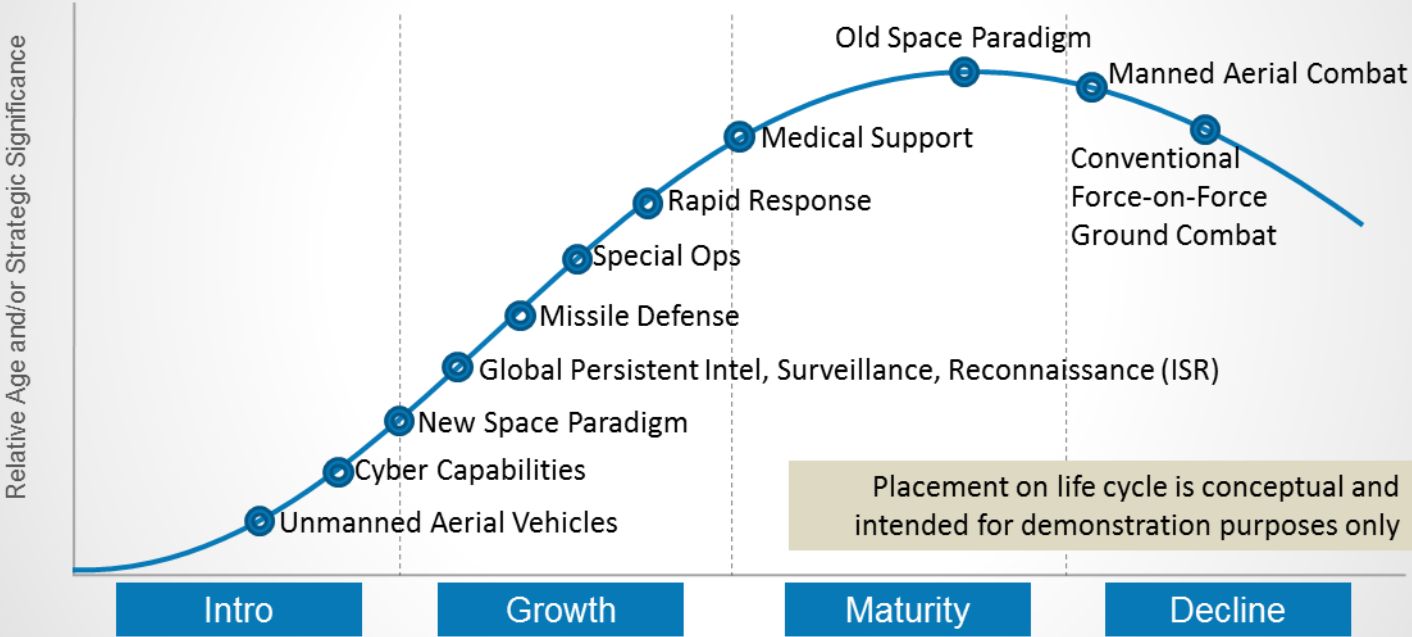 Relative Age and/or Strategic Significance
Old Space Paradigm
Manned Aerial Combat
Medical Support
Conventional
Force-on-Force
Ground Combat
Rapid Response
Special Ops
Missile Defense
Global Persistent Intel, Surveillance, Reconnaissance (ISR)
New Space Paradigm
Cyber Capabilities
Unmanned Aerial Vehicles
Placement on life cycle is conceptual and
intended for demonstration purposes only
Intro
Growth
Maturity
Decline